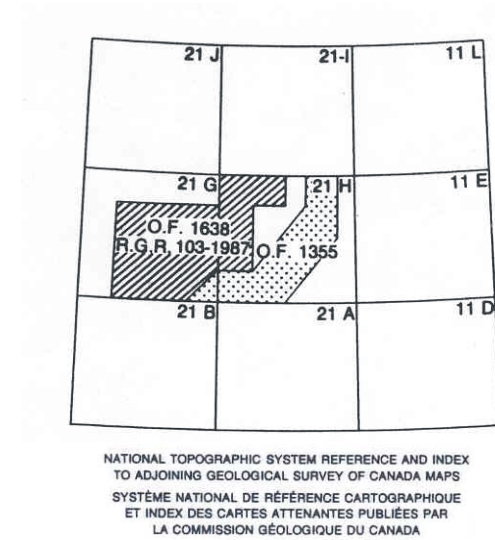 21 J 21-I 11 L
21 G 21 H 11 E
O.F. 1638
R.G,R, 103-1987 O.F. 1355
21 B 21 A 11 D
NATIONAL TOPOGRAPHIC SYSTEM REFERENCE AND INDEX
TO ADJOINING GEOLOGICAL SURVEY OF CANADA MAPS
SYSTÈME NATIONAL DE RÉFÉRENCE CARTOGRAPHIQUE
ET INDEX DES CARTES ATTENANTES PUBLIÉES PAR
LA COMMISSION GÉOLOGIQUE DU CANADA